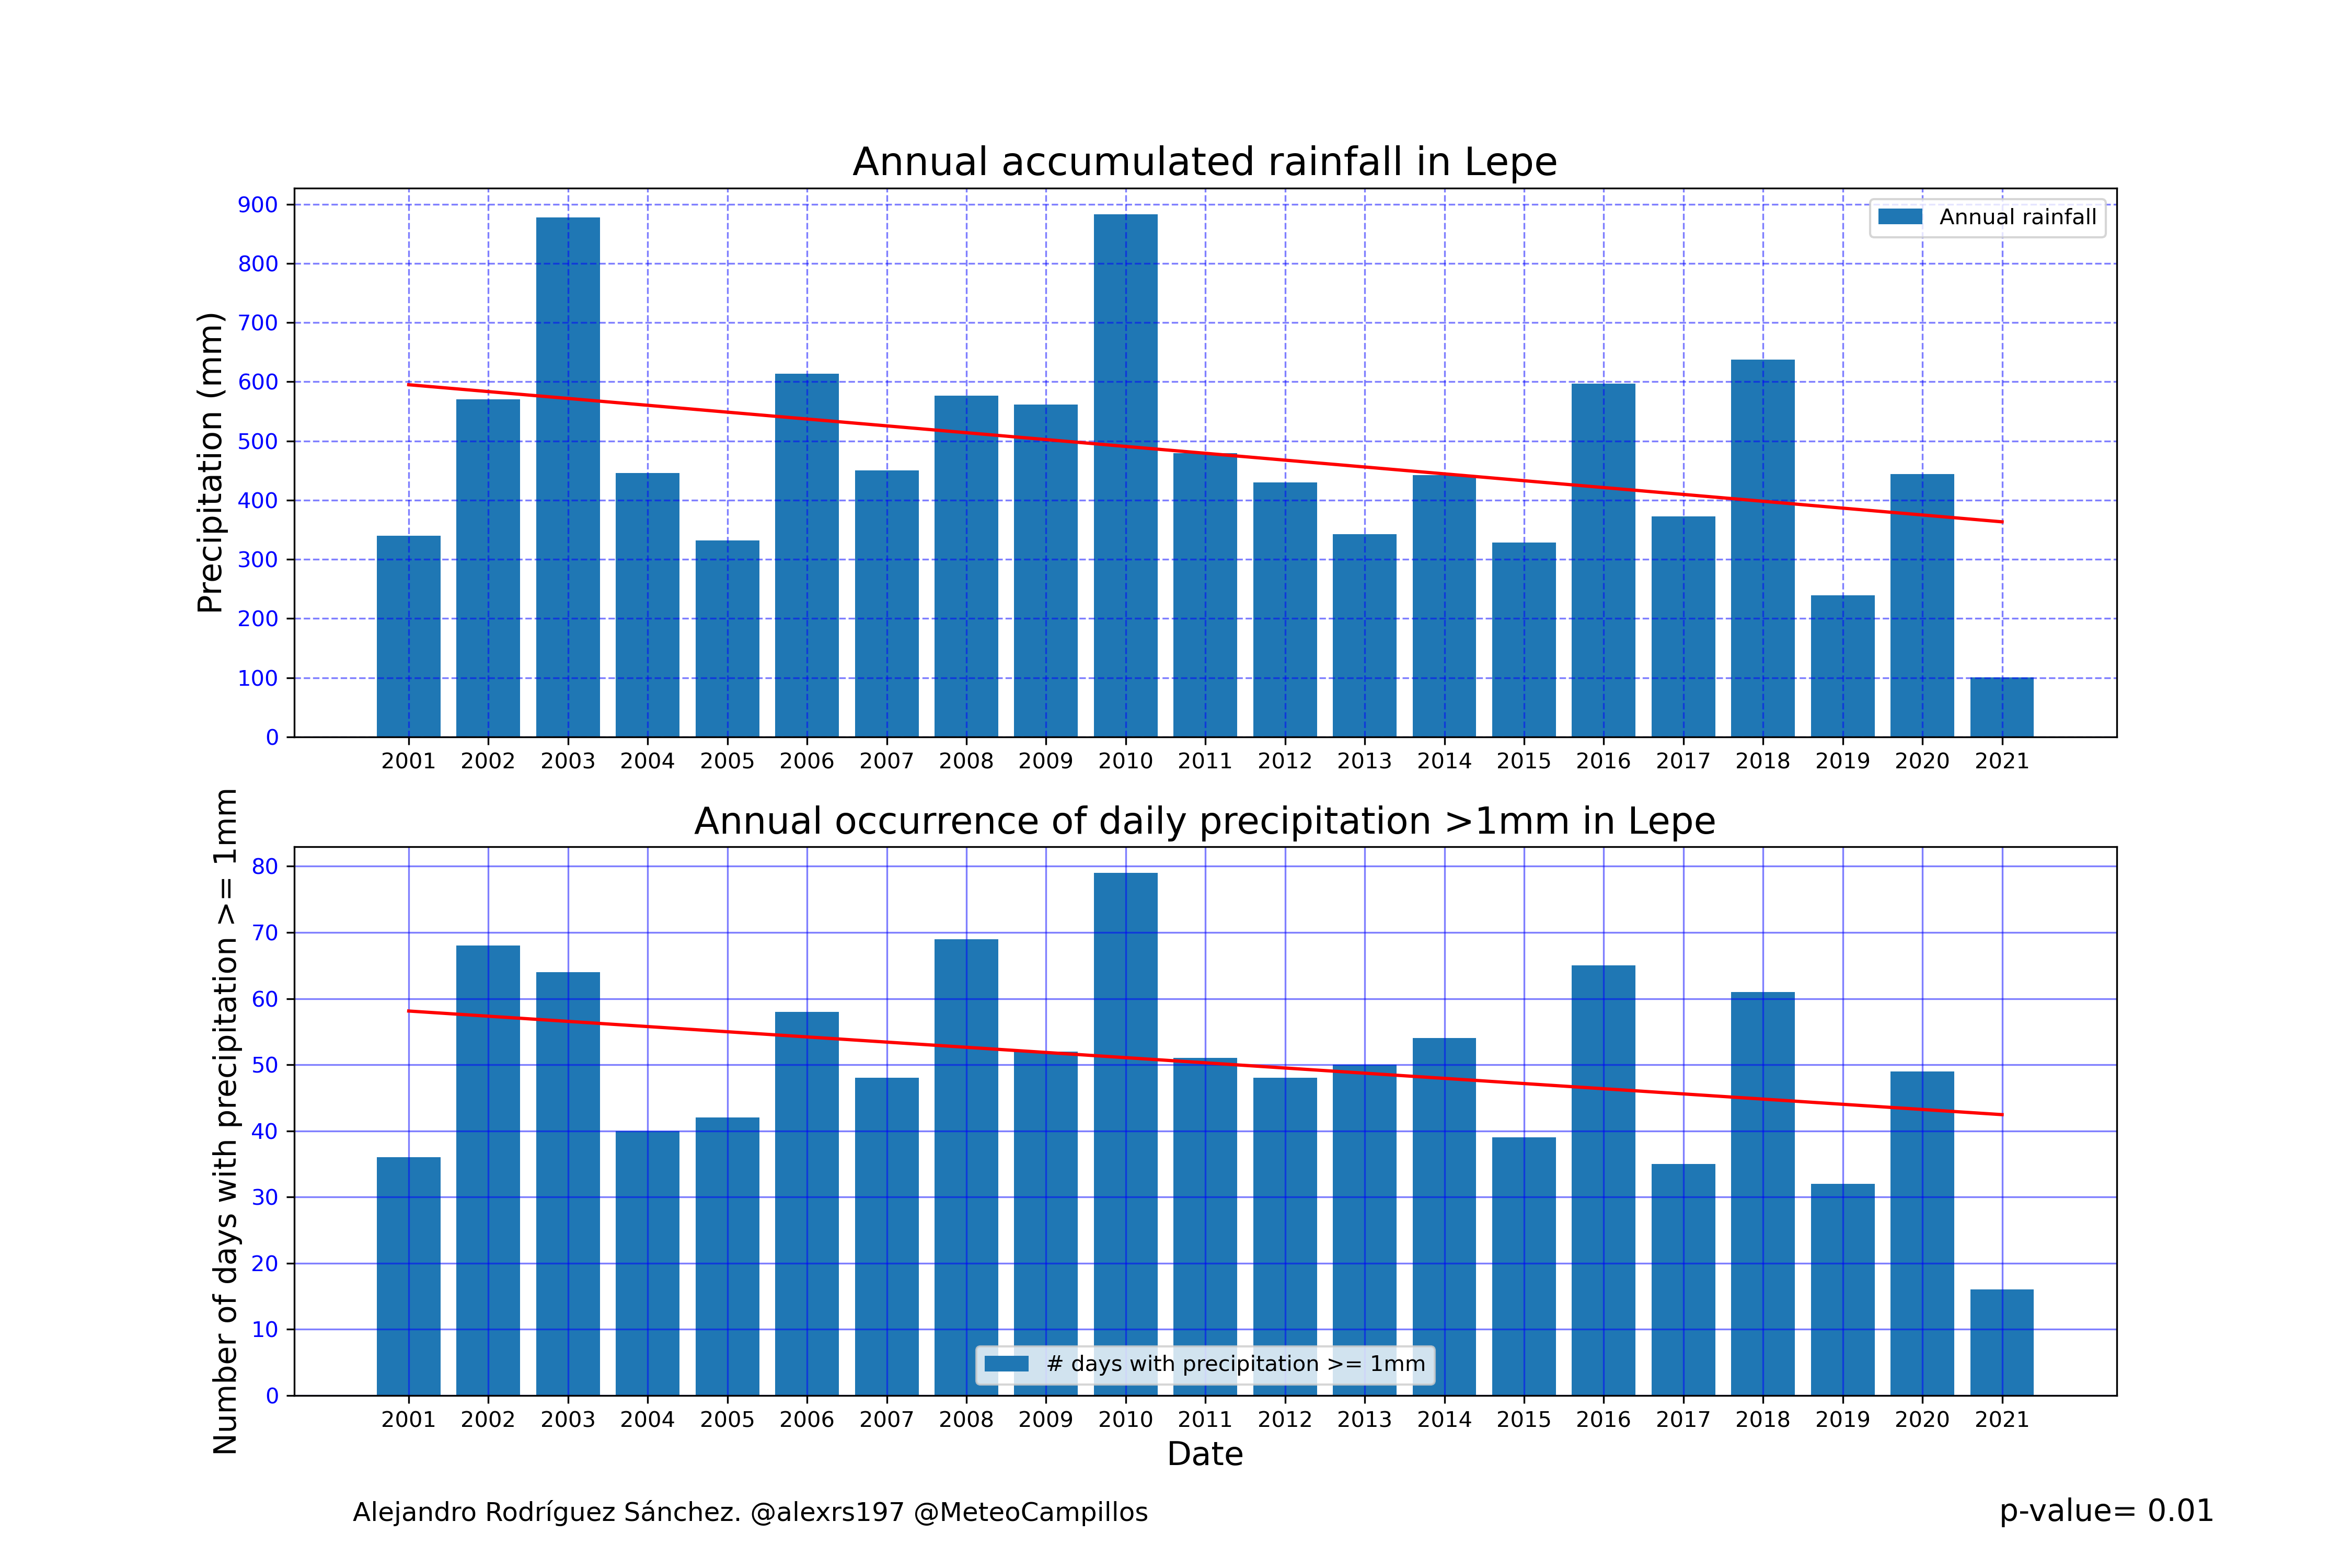 Annual accumulated rainfall in Lepe
Precipitation (mm)
900
800
700
600
500
400
300
200
100
0
Annual rainfall
2001 2002 2003 2004 2005 2006 2007 2008 2009 2010 2011 2012 2013 2014 2015 2016 2017 2018 2019 2020 2021
Annual occurrence of daily precipitation >1mm in Lepe
Number of days with precipitation >= 1mm
80
70
60
50
40
30
20
10
0
# days with precipitation >= 1mm
2001 2002 2003 2004 2005 2006 2007 2008 2009 2010 2011 2012 2013 2014 2015 2016 2017 2018 2019 2020 2021
Date
Alejandro Rodríguez Sánchez. @alexrs197 @MeteoCampillos
p-value= 0.01